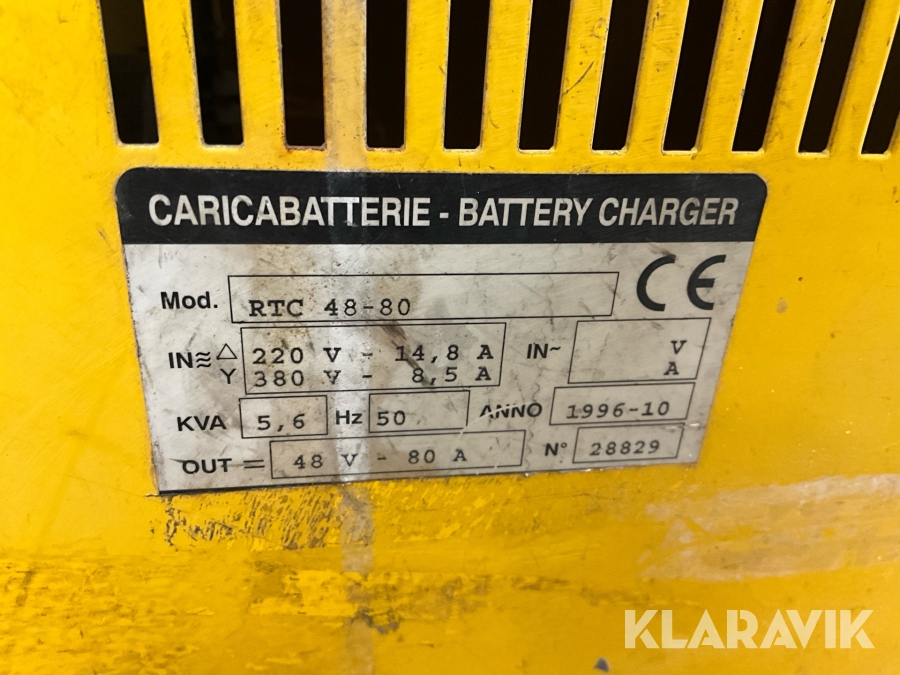 CARICABATTERIE - BATTERY CHARGER
Mod. RTC 48-80 CE
IN≋ △ 220 V - 14,8 A IN~ V
Y 380 V - 8,5 A A
KVA 5,6 Hz 50 ANNO 1996-10
OUT = 48 V - 80 A N° 28829
KLARAVIK